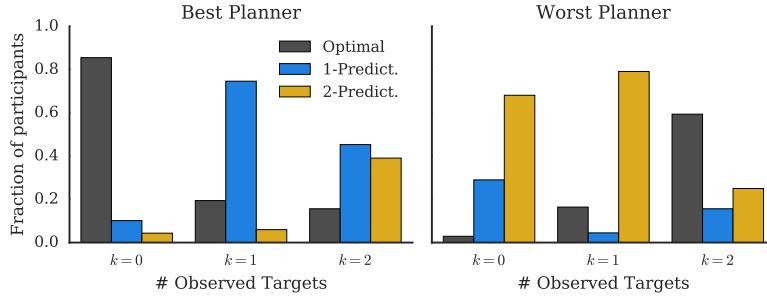 Best Planner
Worst Planner
Fraction of participants
1.0
0.8
0.6
0.4
0.2
0.0
Optimal
1-Predict.
2-Predict.
k = 0
k = 1
k = 2
k = 0
k = 1
k = 2
# Observed Targets
# Observed Targets